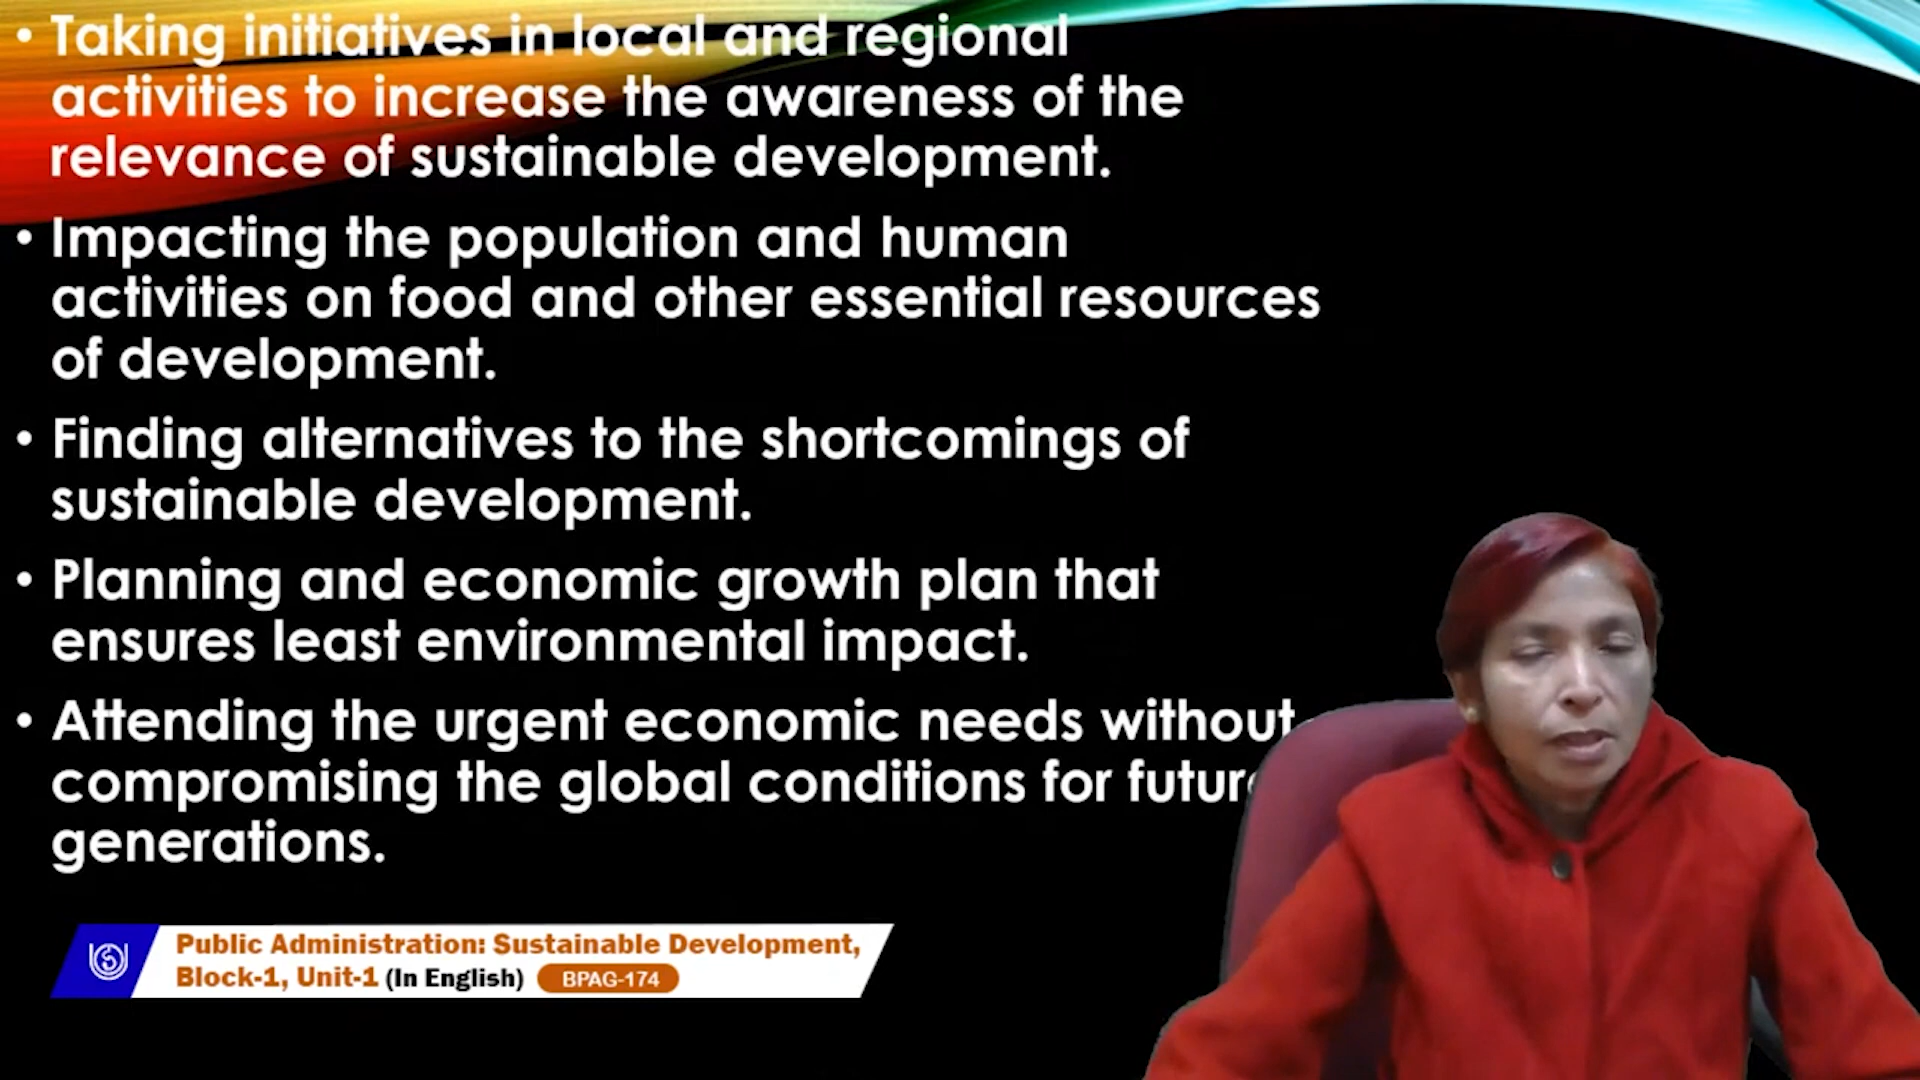 • Taking initiatives in local and regional
activities to increase the awareness of the
relevance of sustainable development.
• Impacting the population and human
activities on food and other essential resources
of development.
• Finding alternatives to the shortcomings of
sustainable development.
• Planning and economic growth plan that
ensures least environmental impact.
• Attending the urgent economic needs without
compromising the global conditions for future
generations.
Public Administration: Sustainable Development,
Block-1, Unit-1 (In English) BPAG-174